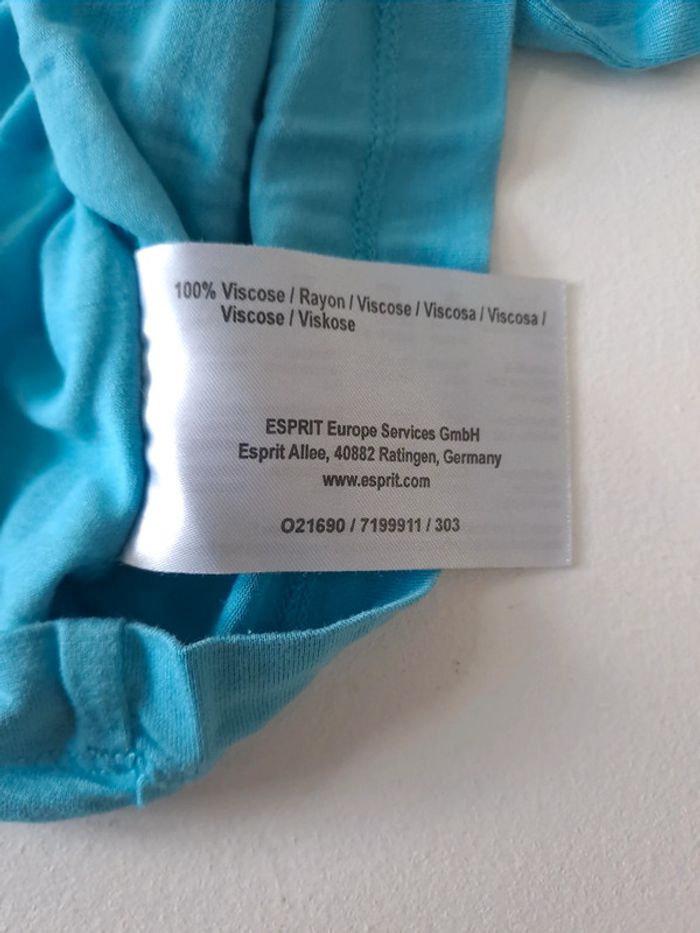 100% Viscose / Rayon / Viscose / Viscosa / Viscosa /
Viscose / Viskose
ESPRIT Europe Services GmbH
Esprit Allee, 40882 Ratingen, Germany
www.esprit.com
O21690 / 7199911 / 303